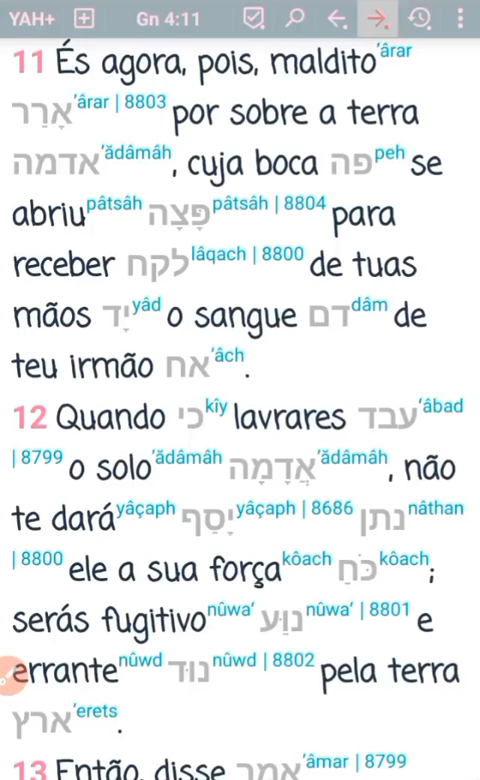 YAH+ Gn 4:11
11 És agora, pois, maldito 'ârar
אָרַר 'ârar | 8803 por sobre a terra
אדמה 'ădâmâh, cuja boca פה peh se
abriu pâtsâh פָּצָה pâtsâh | 8804 para
receber לקח lâqach | 8800 de tuas
mãos יָד yâd o sangue דם dâm de
teu irmão אח 'âch.
12 Quando כי kîy lavrares עבד 'âbad
| 8799 o solo 'ădâmâh אֲדָמָה 'ădâmâh, não
te dará yâçaph יָסַף yâçaph | 8686 נתן nâthan
| 8800 ele a sua força kôach כֹּחַ kôach;
serás fugitivo nûwa' נוַּע nûwa' | 8801 e
errante nûwd נוּד nûwd | 8802 pela terra
ארץ 'erets.
13 Então, disse אמר 'âmar | 8799